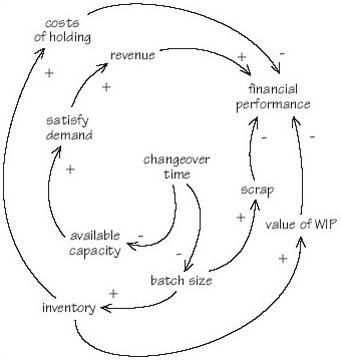 costs
of holding
revenue
+
-
+
financial
performance
+
satisfy
demand
-
-
changeover
time
+
scrap
+
value of WIP
available
capacity
-
-
+
batch size
+
inventory